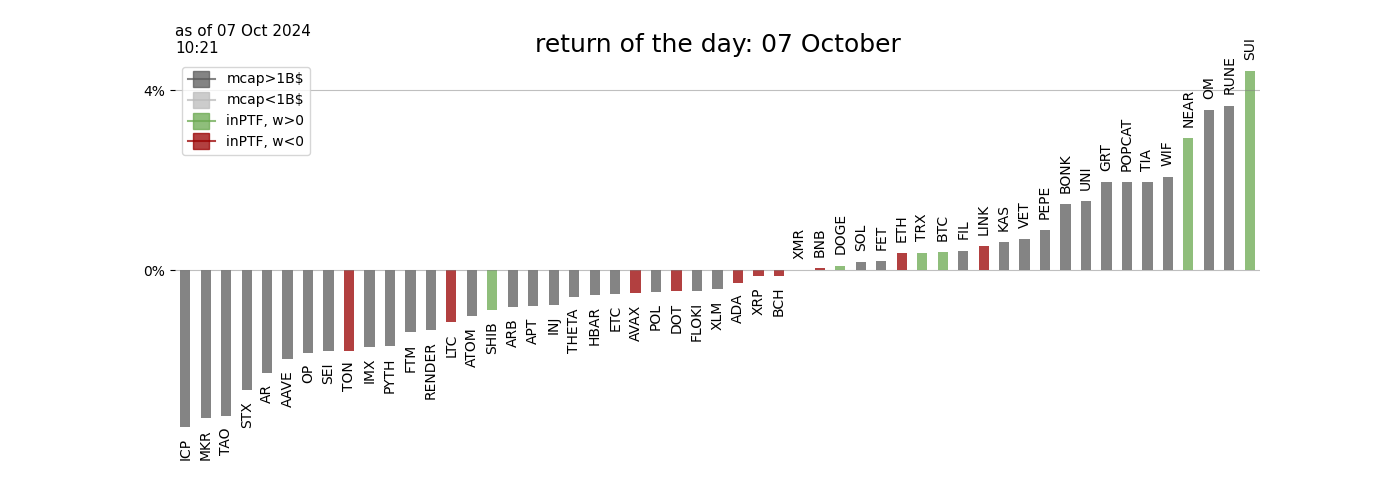 as of 07 Oct 2024
10:21
return of the day: 07 October
mcap>1B$
mcap<1B$
inPTF, w>0
inPTF, w<0
4%
0%
ICP
MKR
TAO
STX
AR
AAVE
OP
SEI
TON
IMX
PYTH
FTM
RENDER
LTC
ATOM
SHIB
ARB
APT
INJ
THETA
HBAR
ETC
AVAX
POL
DOT
FLOKI
XLM
ADA
XRP
BCH
XMR
BNB
DOGE
SOL
FET
ETH
TRX
BTC
FIL
LINK
KAS
VET
PEPE
BONK
UNI
GRT
POPCAT
TIA
WIF
NEAR
OM
RUNE
SUI